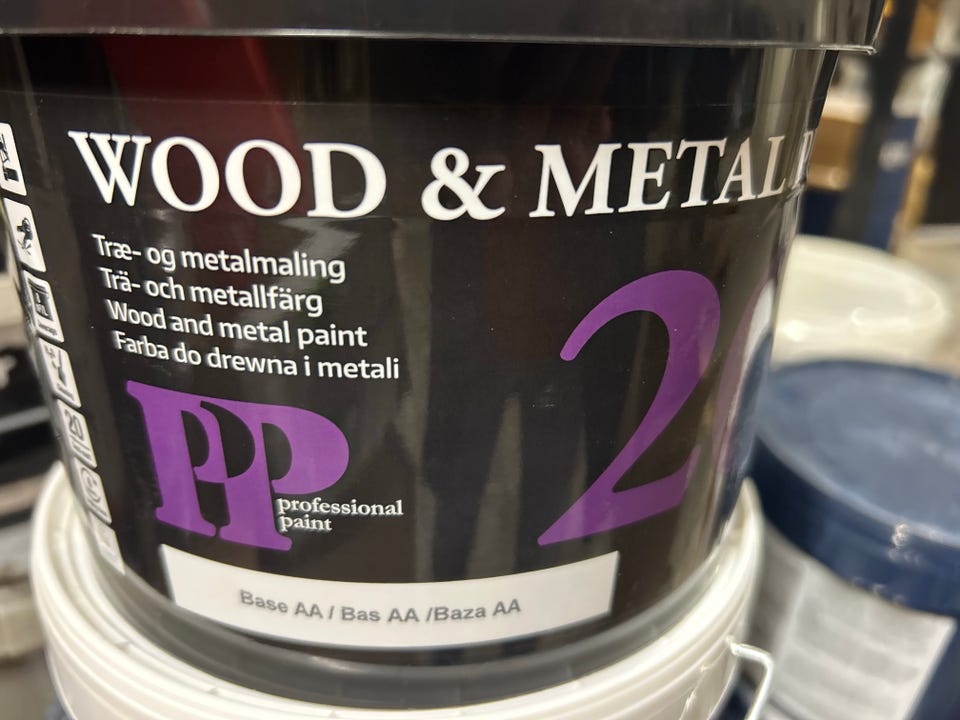 WOOD & METAL
Træ- og metalmaling
Trä- och metallfärg
Wood and metal paint
Farba do drewna i metali
2
PP
professional
paint
Base AA / Bas AA /Baza AA